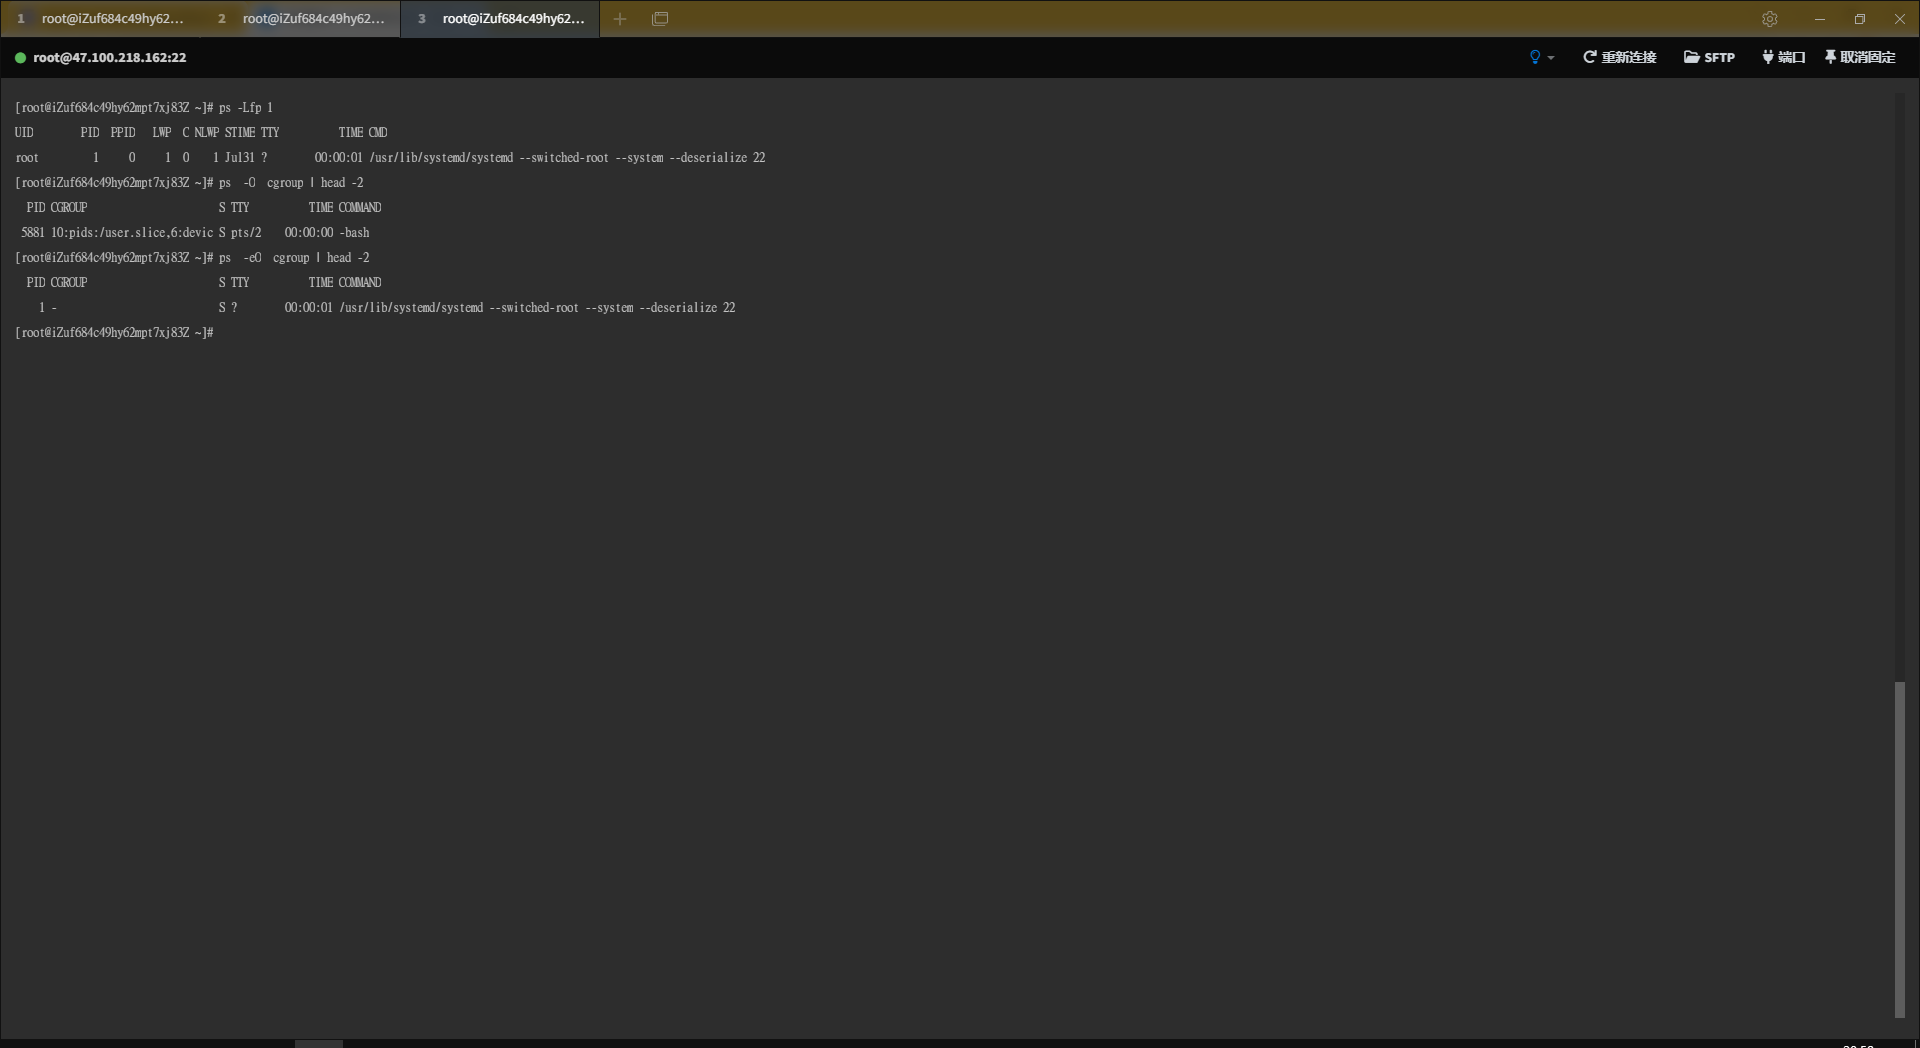 1 root@iZuf684c49hy62... 2 root@iZuf684c49hy62... 3 root@iZuf684c49hy62...
root@47.100.218.162:22 重新连接 SFTP 端口 取消固定
[root@iZuf684c49hy62mpt7xj83Z ~]# ps -Lfp 1
UID        PID  PPID   LWP  C NLWP STIME TTY          TIME CMD
root         1     0     1  0    1 Jul31 ?        00:00:01 /usr/lib/systemd/systemd --switched-root --system --deserialize 22
[root@iZuf684c49hy62mpt7xj83Z ~]# ps  -O  cgroup | head -2
  PID CGROUP                      S TTY          TIME COMMAND
 5881 10:pids:/user.slice,6:devic S pts/2    00:00:00 -bash
[root@iZuf684c49hy62mpt7xj83Z ~]# ps  -eO  cgroup | head -2
  PID CGROUP                      S TTY          TIME COMMAND
    1 -                           S ?        00:00:01 /usr/lib/systemd/systemd --switched-root --system --deserialize 22
[root@iZuf684c49hy62mpt7xj83Z ~]#